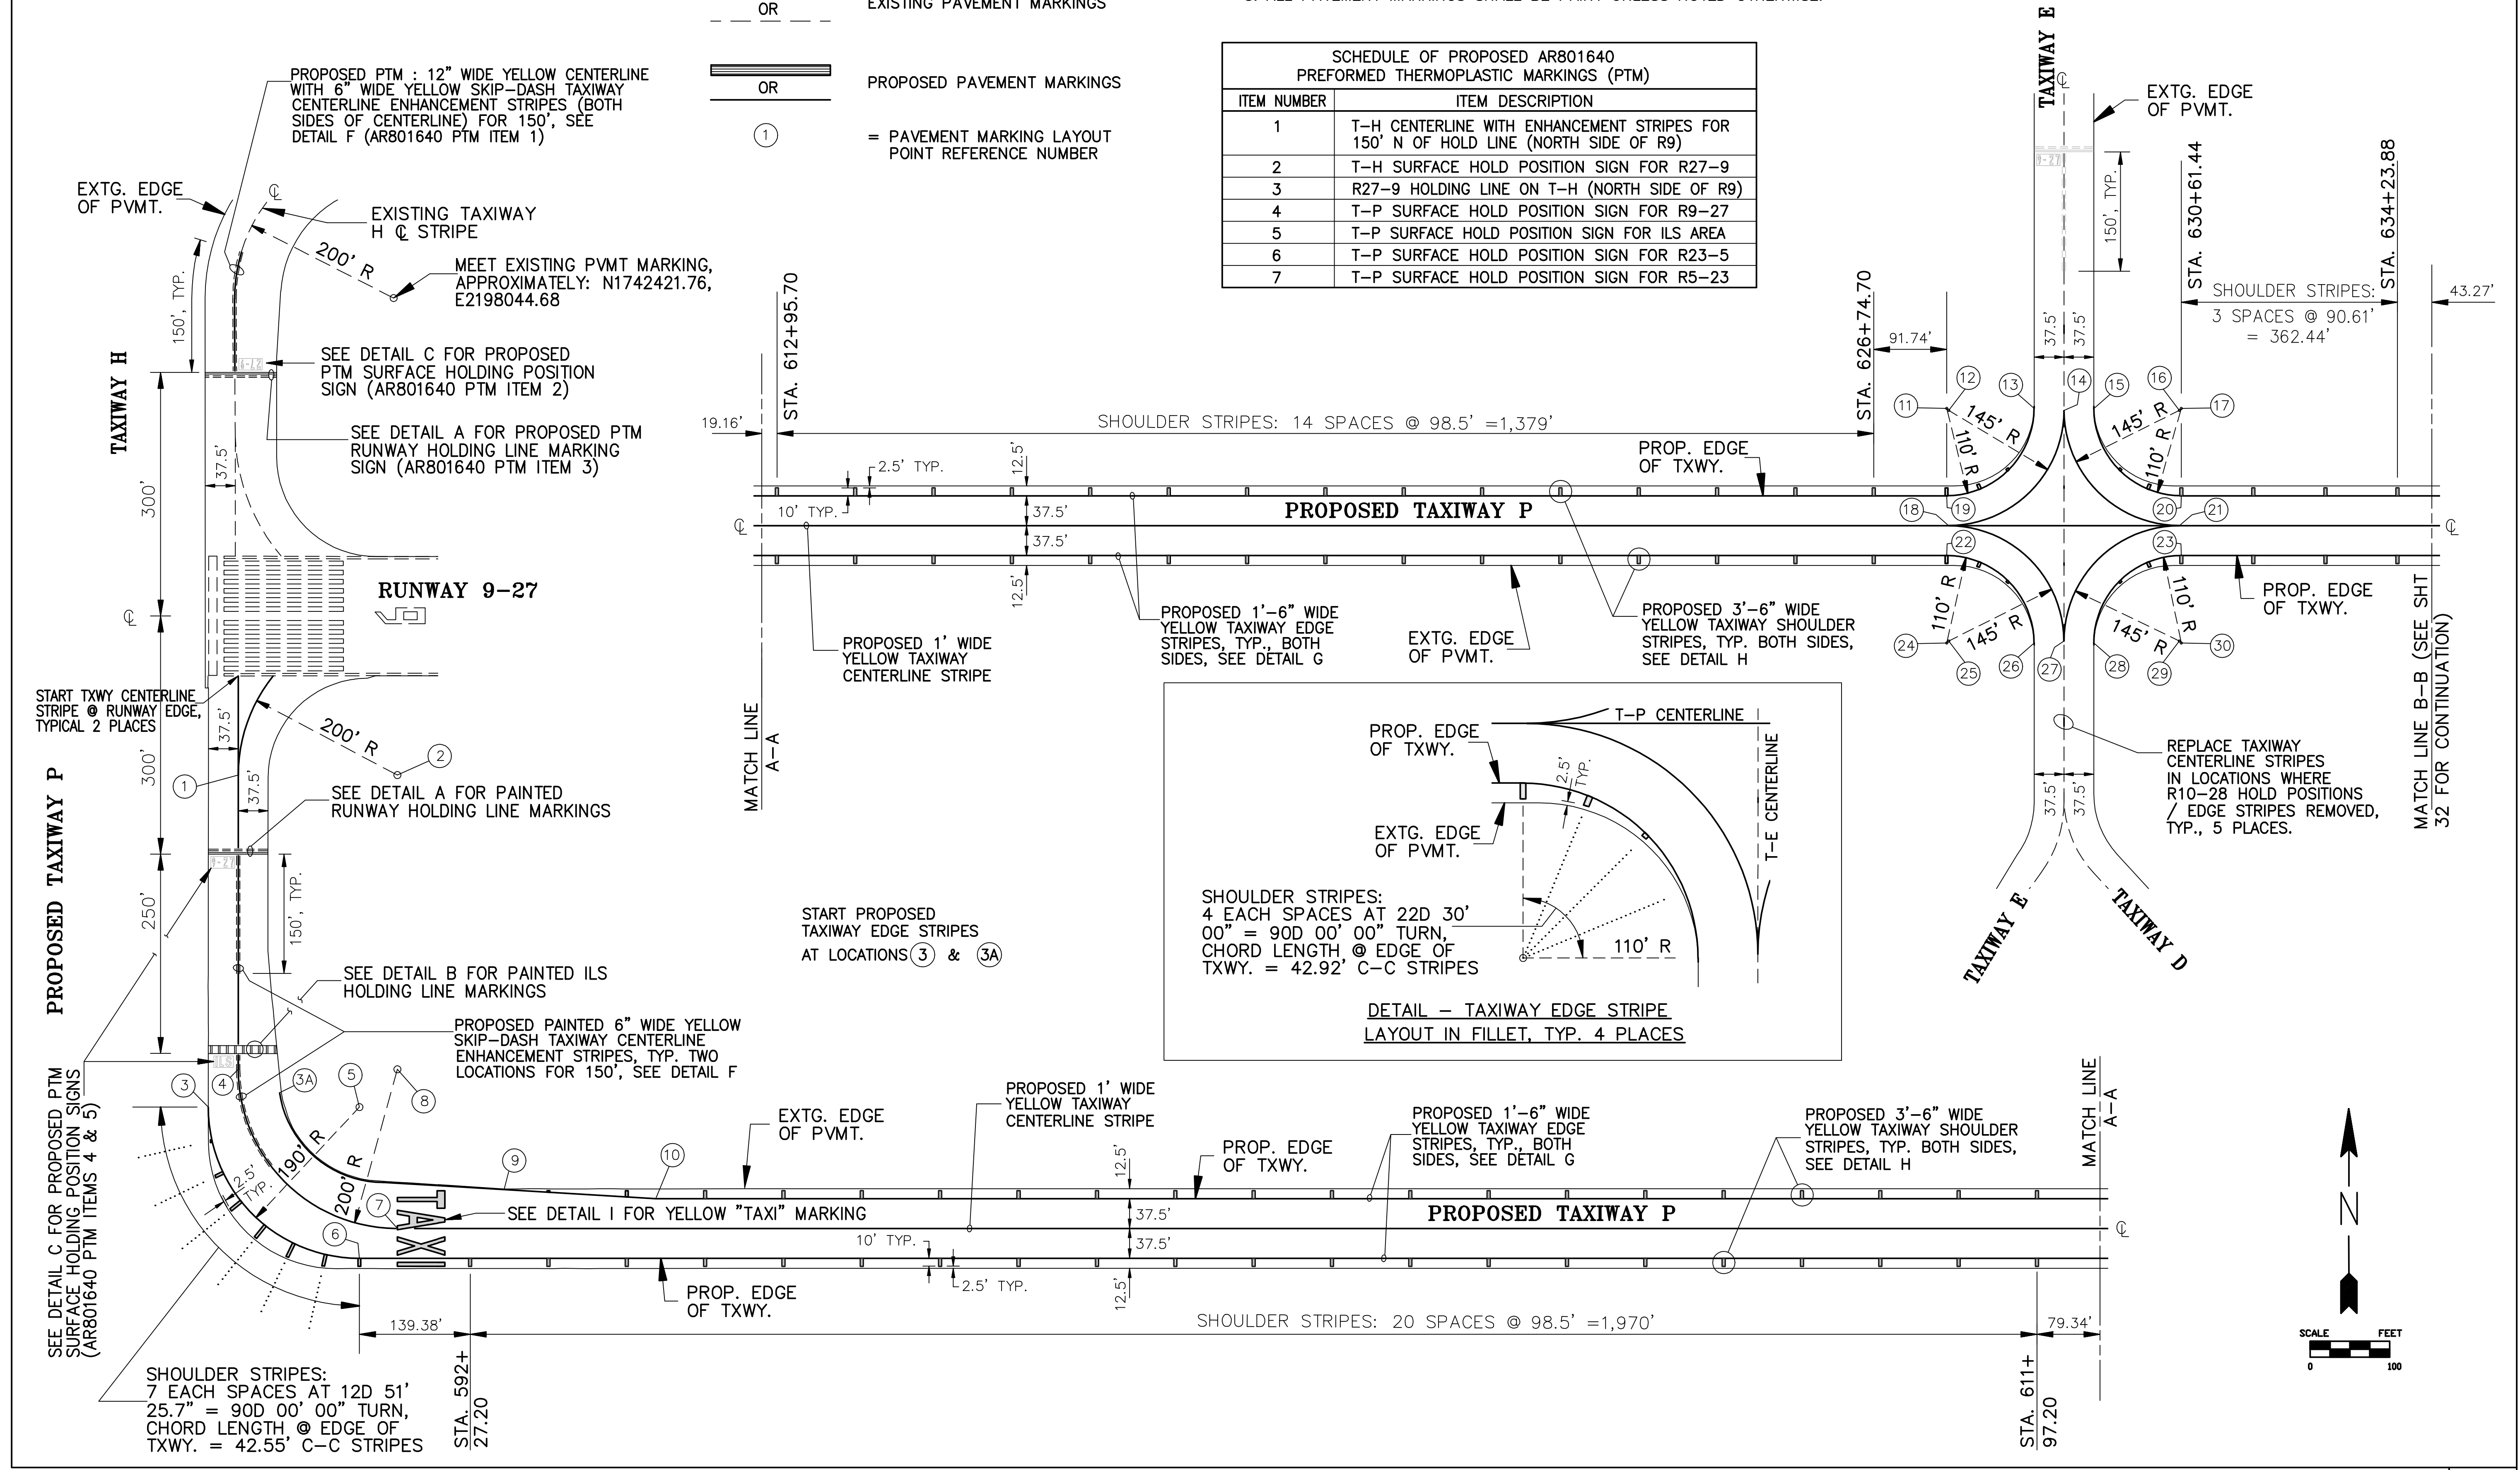 OR
EXISTING PAVEMENT MARKINGS
OR
PROPOSED PAVEMENT MARKINGS
1
= PAVEMENT MARKING LAYOUT
POINT REFERENCE NUMBER
SCHEDULE OF PROPOSED AR801640
PREFORMED THERMOPLASTIC MARKINGS (PTM)
ITEM NUMBER ITEM DESCRIPTION
1 T-H CENTERLINE WITH ENHANCEMENT STRIPES FOR
150' N OF HOLD LINE (NORTH SIDE OF R9)
2 T-H SURFACE HOLD POSITION SIGN FOR R27-9
3 R27-9 HOLDING LINE ON T-H (NORTH SIDE OF R9)
4 T-P SURFACE HOLD POSITION SIGN FOR R9-27
5 T-P SURFACE HOLD POSITION SIGN FOR ILS AREA
6 T-P SURFACE HOLD POSITION SIGN FOR R23-5
7 T-P SURFACE HOLD POSITION SIGN FOR R5-23
PROPOSED PTM : 12" WIDE YELLOW CENTERLINE
WITH 6" WIDE YELLOW SKIP-DASH TAXIWAY
CENTERLINE ENHANCEMENT STRIPES (BOTH
SIDES OF CENTERLINE) FOR 150', SEE
DETAIL F (AR801640 PTM ITEM 1)
EXTG. EDGE
OF PVMT.
℄
EXISTING TAXIWAY
H ℄ STRIPE
200' R
MEET EXISTING PVMT MARKING,
APPROXIMATELY: N1742421.76,
E2198044.68
150', TYP.
TAXIWAY H
SEE DETAIL C FOR PROPOSED
PTM SURFACE HOLDING POSITION
SIGN (AR801640 PTM ITEM 2)
SEE DETAIL A FOR PROPOSED PTM
RUNWAY HOLDING LINE MARKING
SIGN (AR801640 PTM ITEM 3)
37.5'
300'
RUNWAY 9-27
℄
START TXWY CENTERLINE
STRIPE @ RUNWAY EDGE,
TYPICAL 2 PLACES
37.5'
200' R
2
300'
1
37.5'
SEE DETAIL A FOR PAINTED
RUNWAY HOLDING LINE MARKINGS
9-27
PROPOSED TAXIWAY P
250'
150', TYP.
SEE DETAIL B FOR PAINTED ILS
HOLDING LINE MARKINGS
PROPOSED PAINTED 6" WIDE YELLOW
SKIP-DASH TAXIWAY CENTERLINE
ENHANCEMENT STRIPES, TYP. TWO
LOCATIONS FOR 150', SEE DETAIL F
ILS
SEE DETAIL C FOR PROPOSED PTM
SURFACE HOLDING POSITION SIGNS
(AR801640 PTM ITEMS 4 & 5)
3
4
3A
5
8
190' R
200' R
2.5'
TYP.
6
7
9
10
TAXI
SEE DETAIL I FOR YELLOW "TAXI" MARKING
SHOULDER STRIPES:
7 EACH SPACES AT 12D 51'
25.7" = 90D 00' 00" TURN,
CHORD LENGTH @ EDGE OF
TXWY. = 42.55' C-C STRIPES
139.38'
STA. 592+
27.20
PROP. EDGE
OF TXWY.
EXTG. EDGE
OF PVMT.
PROPOSED 1' WIDE
YELLOW TAXIWAY
CENTERLINE STRIPE
10' TYP.
2.5' TYP.
12.5'
37.5'
37.5'
12.5'
PROP. EDGE
OF TXWY.
PROPOSED 1'-6" WIDE
YELLOW TAXIWAY EDGE
STRIPES, TYP., BOTH
SIDES, SEE DETAIL G
PROPOSED 3'-6" WIDE
YELLOW TAXIWAY SHOULDER
STRIPES, TYP. BOTH SIDES,
SEE DETAIL H
PROPOSED TAXIWAY P
℄
MATCH LINE
A-A
SHOULDER STRIPES: 20 SPACES @ 98.5' =1,970'
79.34'
STA. 611+
97.20
START PROPOSED
TAXIWAY EDGE STRIPES
AT LOCATIONS 3 & 3A
STA. 612+95.70
19.16'
SHOULDER STRIPES: 14 SPACES @ 98.5' =1,379'
2.5' TYP.
10' TYP.
12.5'
37.5'
37.5'
12.5'
℄
PROPOSED TAXIWAY P
PROP. EDGE
OF TXWY.
MATCH LINE
A-A
PROPOSED 1' WIDE
YELLOW TAXIWAY
CENTERLINE STRIPE
PROPOSED 1'-6" WIDE
YELLOW TAXIWAY EDGE
STRIPES, TYP., BOTH
SIDES, SEE DETAIL G
EXTG. EDGE
OF PVMT.
PROPOSED 3'-6" WIDE
YELLOW TAXIWAY SHOULDER
STRIPES, TYP. BOTH SIDES,
SEE DETAIL H
STA. 626+74.70
91.74'
TAXIWAY E
℄
EXTG. EDGE
OF PVMT.
9-27
150', TYP.
STA. 630+61.44
STA. 634+23.88
SHOULDER STRIPES:
3 SPACES @ 90.61'
= 362.44'
43.27'
37.5' 37.5'
11
12
13
14
15
16
17
145' R
110' R
145' R
110' R
18
19
20
21
22
23
℄
110' R
145' R
145' R
110' R
24
25
26
27
28
29
30
PROP. EDGE
OF TXWY.
37.5' 37.5'
REPLACE TAXIWAY
CENTERLINE STRIPES
IN LOCATIONS WHERE
R10-28 HOLD POSITIONS
/ EDGE STRIPES REMOVED,
TYP., 5 PLACES.
TAXIWAY E
TAXIWAY D
MATCH LINE B-B (SEE SHT
32 FOR CONTINUATION)
T-P CENTERLINE
T-E CENTERLINE
PROP. EDGE
OF TXWY.
2.5'
TYP.
EXTG. EDGE
OF PVMT.
SHOULDER STRIPES:
4 EACH SPACES AT 22D 30'
00" = 90D 00' 00" TURN,
CHORD LENGTH @ EDGE OF
TXWY. = 42.92' C-C STRIPES
110' R
DETAIL - TAXIWAY EDGE STRIPE
LAYOUT IN FILLET, TYP. 4 PLACES
N
SCALE FEET
0 100